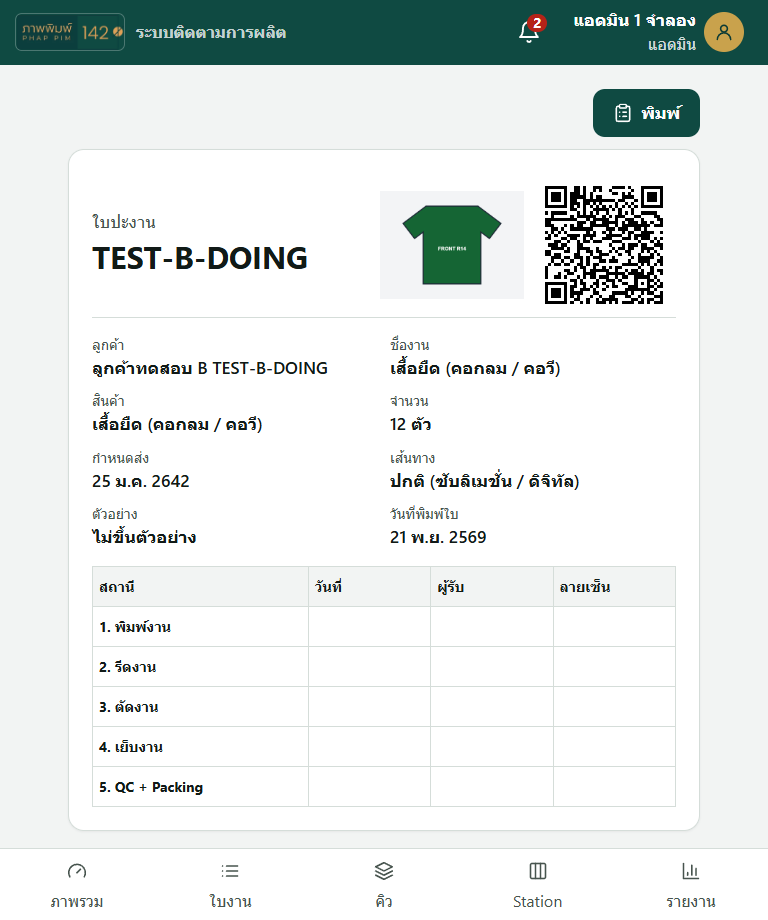 ภาพพิมพ์
PHAP PIM
142
ระบบติดตามการผลิต
2
แอดมิน 1 จำลอง
แอดมิน
พิมพ์
ใบปะงาน
TEST-B-DOING
FRONT R14
ลูกค้า
ลูกค้าทดสอบ B TEST-B-DOING
ชื่องาน
เสื้อยืด (คอกลม / คอวี)
สินค้า
เสื้อยืด (คอกลม / คอวี)
จำนวน
12 ตัว
กำหนดส่ง
25 ม.ค. 2642
เส้นทาง
ปกติ (ซับลิเมชั่น / ดิจิทัล)
ตัวอย่าง
ไม่ขึ้นตัวอย่าง
วันที่พิมพ์ใบ
21 พ.ย. 2569
สถานี วันที่ ผู้รับ ลายเซ็น
1. พิมพ์งาน
2. รีดงาน
3. ตัดงาน
4. เย็บงาน
5. QC + Packing
ภาพรวม ใบงาน คิว Station รายงาน